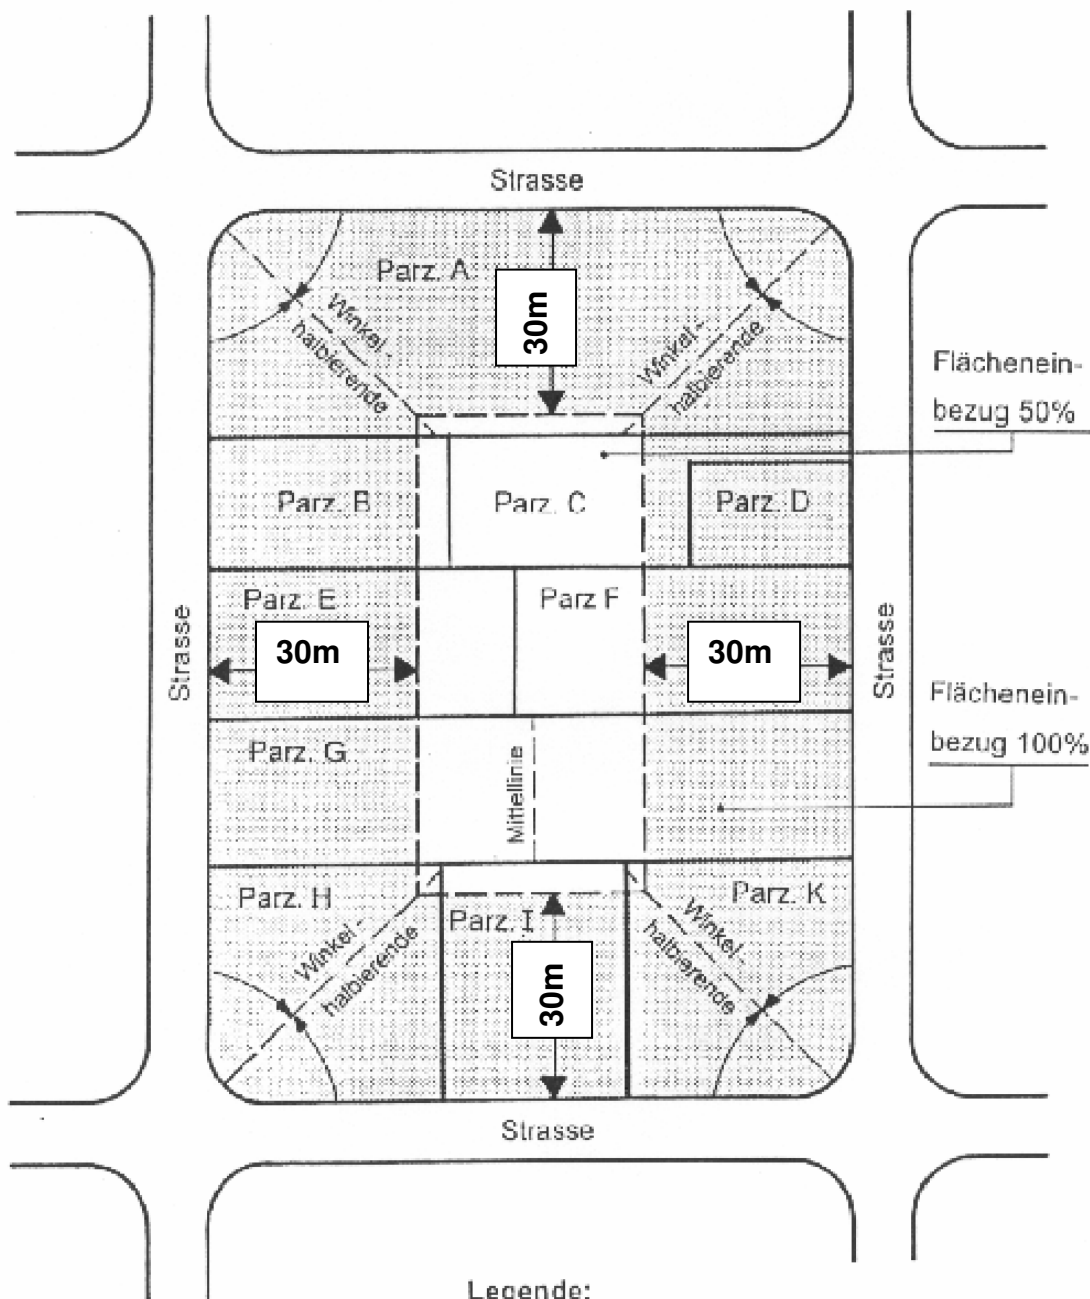 Strasse
Parz. A
30m
Winkel-
halbierende
Winkel-
halbierende
Flächenein-
bezug 50%
Parz. B
Parz. C
Parz. D
Parz. E
Parz F
Strasse
30m
30m
Strasse
Flächenein-
bezug 100%
Parz. G
Mittellinie
Parz. H
Parz. I
Parz. K
Winkel-
halbierende
Winkel-
halbierende
30m
Strasse
Legende: